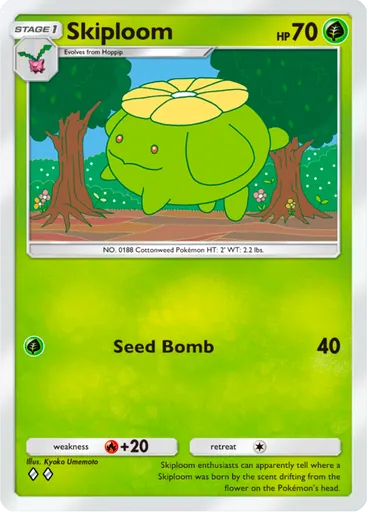 STAGE 1
Skiploom
HP 70
Evolves from Hoppip
NO. 0188 Cottonweed Pokémon HT: 2' WT: 2.2 lbs.
Seed Bomb 40
weakness +20 retreat
Illus. Kyoko Umemoto
Skiploom enthusiasts can apparently tell where a
Skiploom was born by the scent drifting from the
flower on the Pokémon's head.